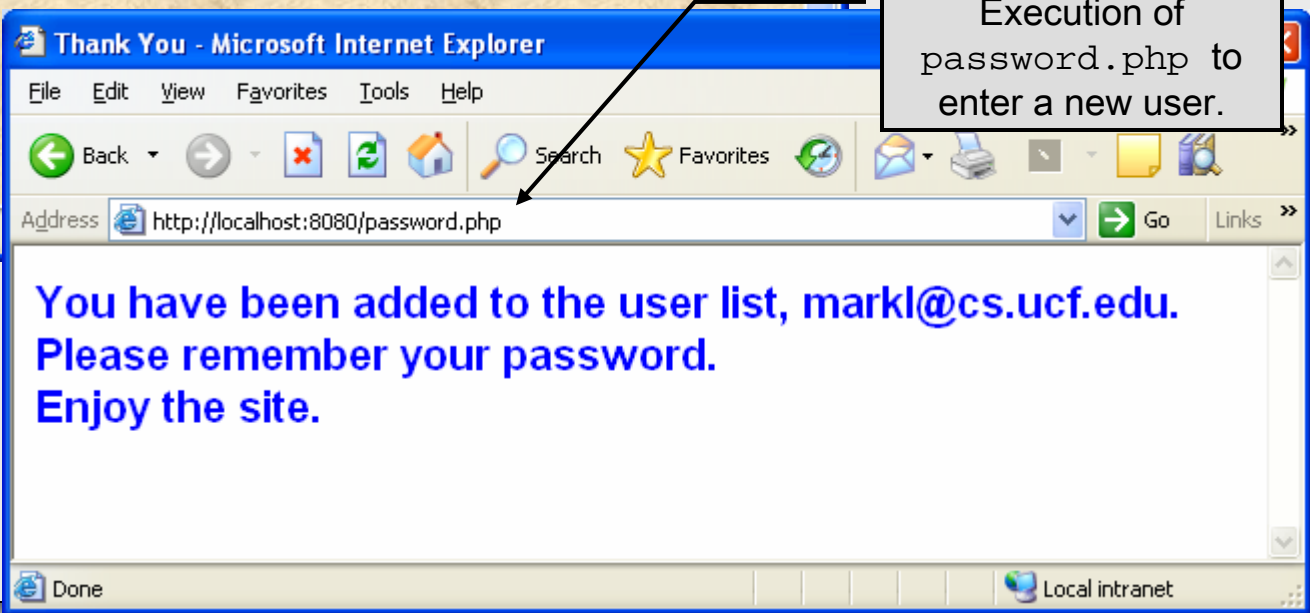 Execution of
password.php to
enter a new user.
Thank You - Microsoft Internet Explorer
File Edit View Favorites Tools Help
Back Search Favorites
Address http://localhost:8080/password.php Go Links
You have been added to the user list, markl@cs.ucf.edu.
Please remember your password.
Enjoy the site.
Done Local intranet